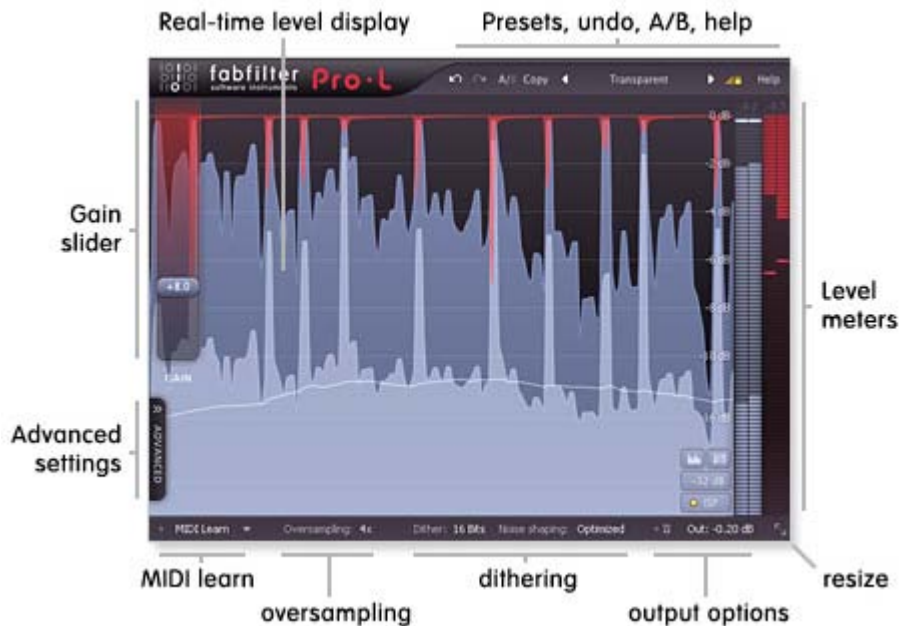 Real-time level display
Presets, undo, A/B, help
fabfilter
software instruments
Pro·L
A/B Copy
Transparent
Help
Gain slider
+8.0
GAIN
0 dB
-2 dB
-4 dB
-6 dB
-8 dB
-10 dB
Level meters
Advanced settings
ADVANCED
-32 dB
ISP
MIDI Learn
Oversampling: 4x
Dither: 16 Bits
Noise shaping: Optimized
Out: -0.20 dB
MIDI learn
oversampling
dithering
output options
resize